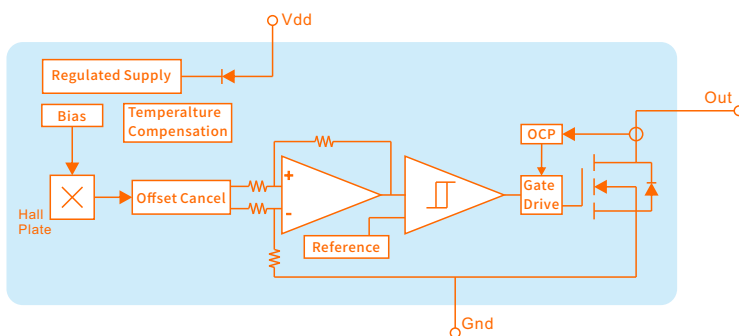 Vdd
Regulated Supply
Out
Bias
Temperalture
Compensation
OCP
+
Hall
Plate
Offset Cancel
-
Gate
Drive
Reference
Gnd